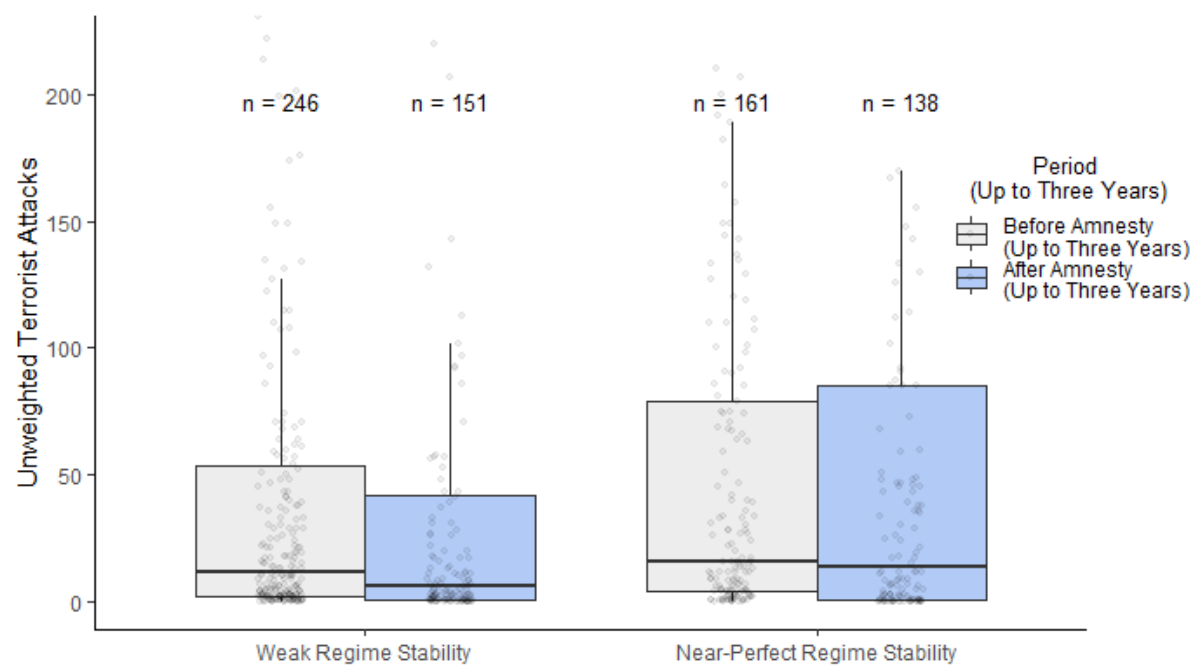 Unweighted Terrorist Attacks
200
150
100
50
0
n = 246
n = 151
n = 161
n = 138
Weak Regime Stability
Near-Perfect Regime Stability
Period
(Up to Three Years)
Before Amnesty
(Up to Three Years)
After Amnesty
(Up to Three Years)